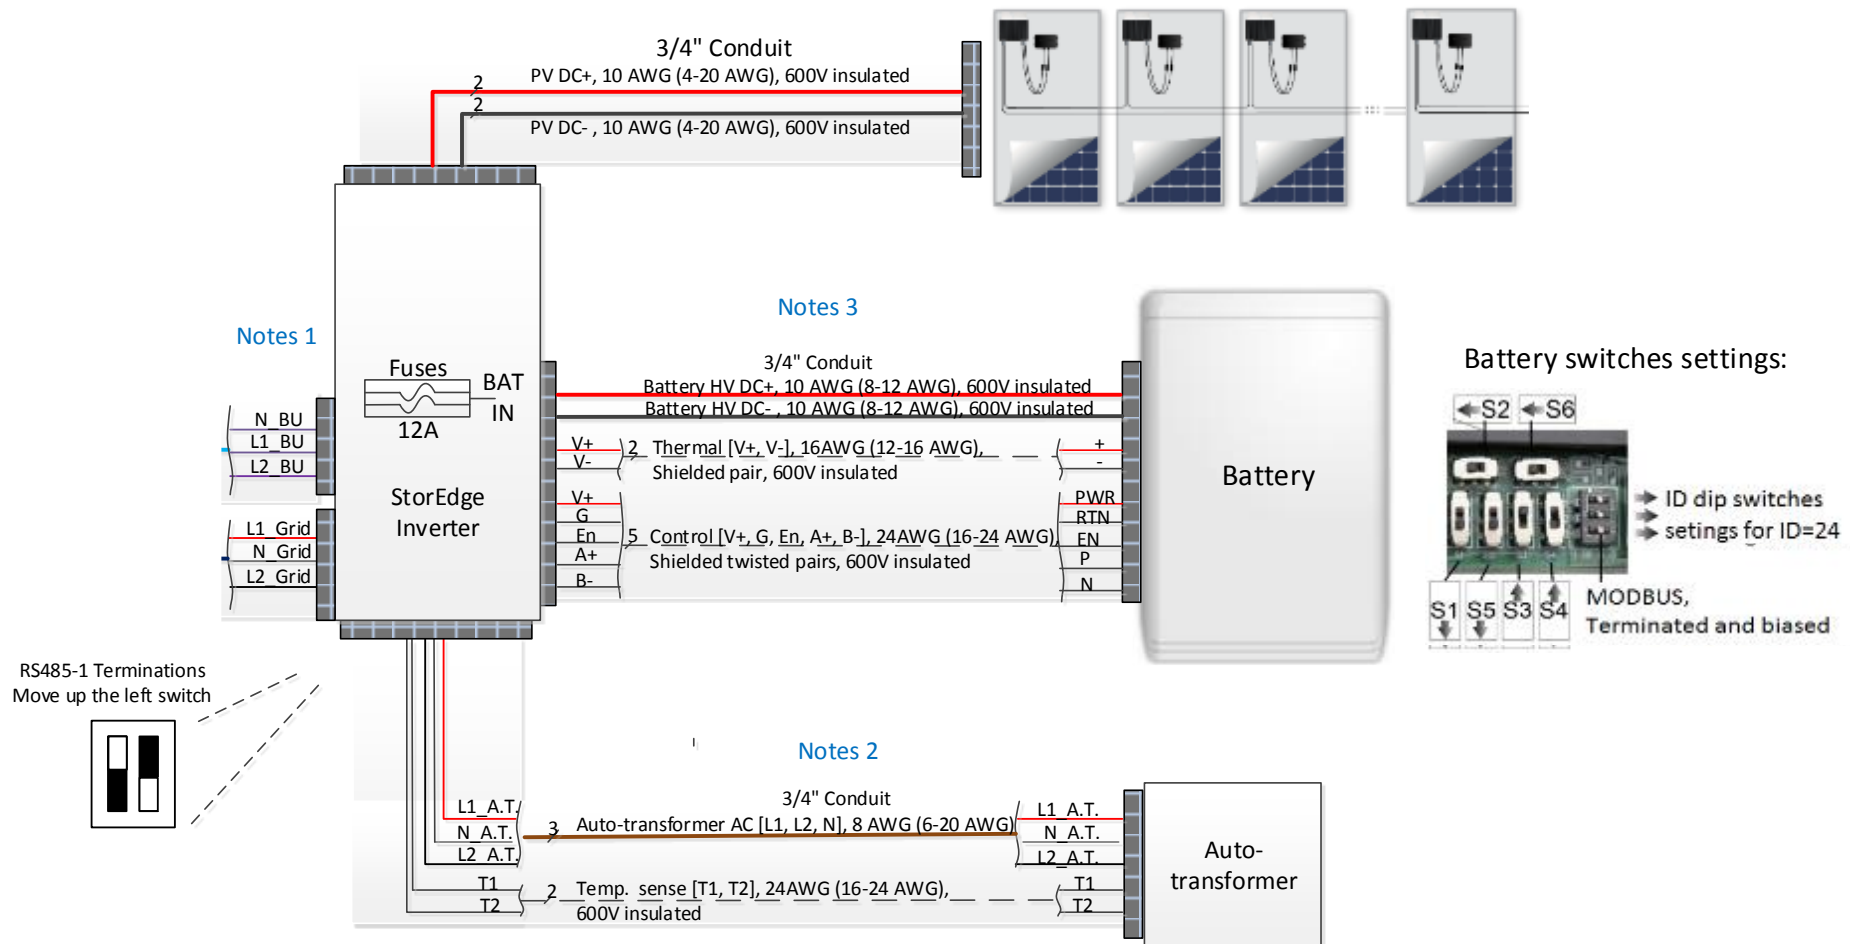 3/4" Conduit
2
PV DC+, 10 AWG (4-20 AWG), 600V insulated
2
PV DC- , 10 AWG (4-20 AWG), 600V insulated
Notes 1
Fuses
BAT
IN
12A
StorEdge
Inverter
N_BU
L1_BU
L2_BU
L1_Grid
N_Grid
L2_Grid
Notes 3
3/4" Conduit
Battery HV DC+, 10 AWG (8-12 AWG), 600V insulated
Battery HV DC- , 10 AWG (8-12 AWG), 600V insulated
V+
V-
2
Thermal [V+, V-], 16AWG (12-16 AWG),
Shielded pair, 600V insulated
+
-
V+
G
En
A+
B-
5
Control [V+, G, En, A+, B-], 24AWG (16-24 AWG),
Shielded twisted pairs, 600V insulated
PWR
RTN
EN
P
N
Battery
Battery switches settings:
S2
S6
ID dip switches
setings for ID=24
S1
S5
S3
S4
MODBUS,
Terminated and biased
RS485-1 Terminations
Move up the left switch
Notes 2
3/4" Conduit
L1_A.T.
N_A.T.
L2_A.T.
3
Auto-transformer AC [L1, L2, N], 8 AWG (6-20 AWG)
L1_A.T.
N_A.T.
L2_A.T.
T1
T2
2
Temp. sense [T1, T2], 24AWG (16-24 AWG),
600V insulated
T1
T2
Auto-
transformer